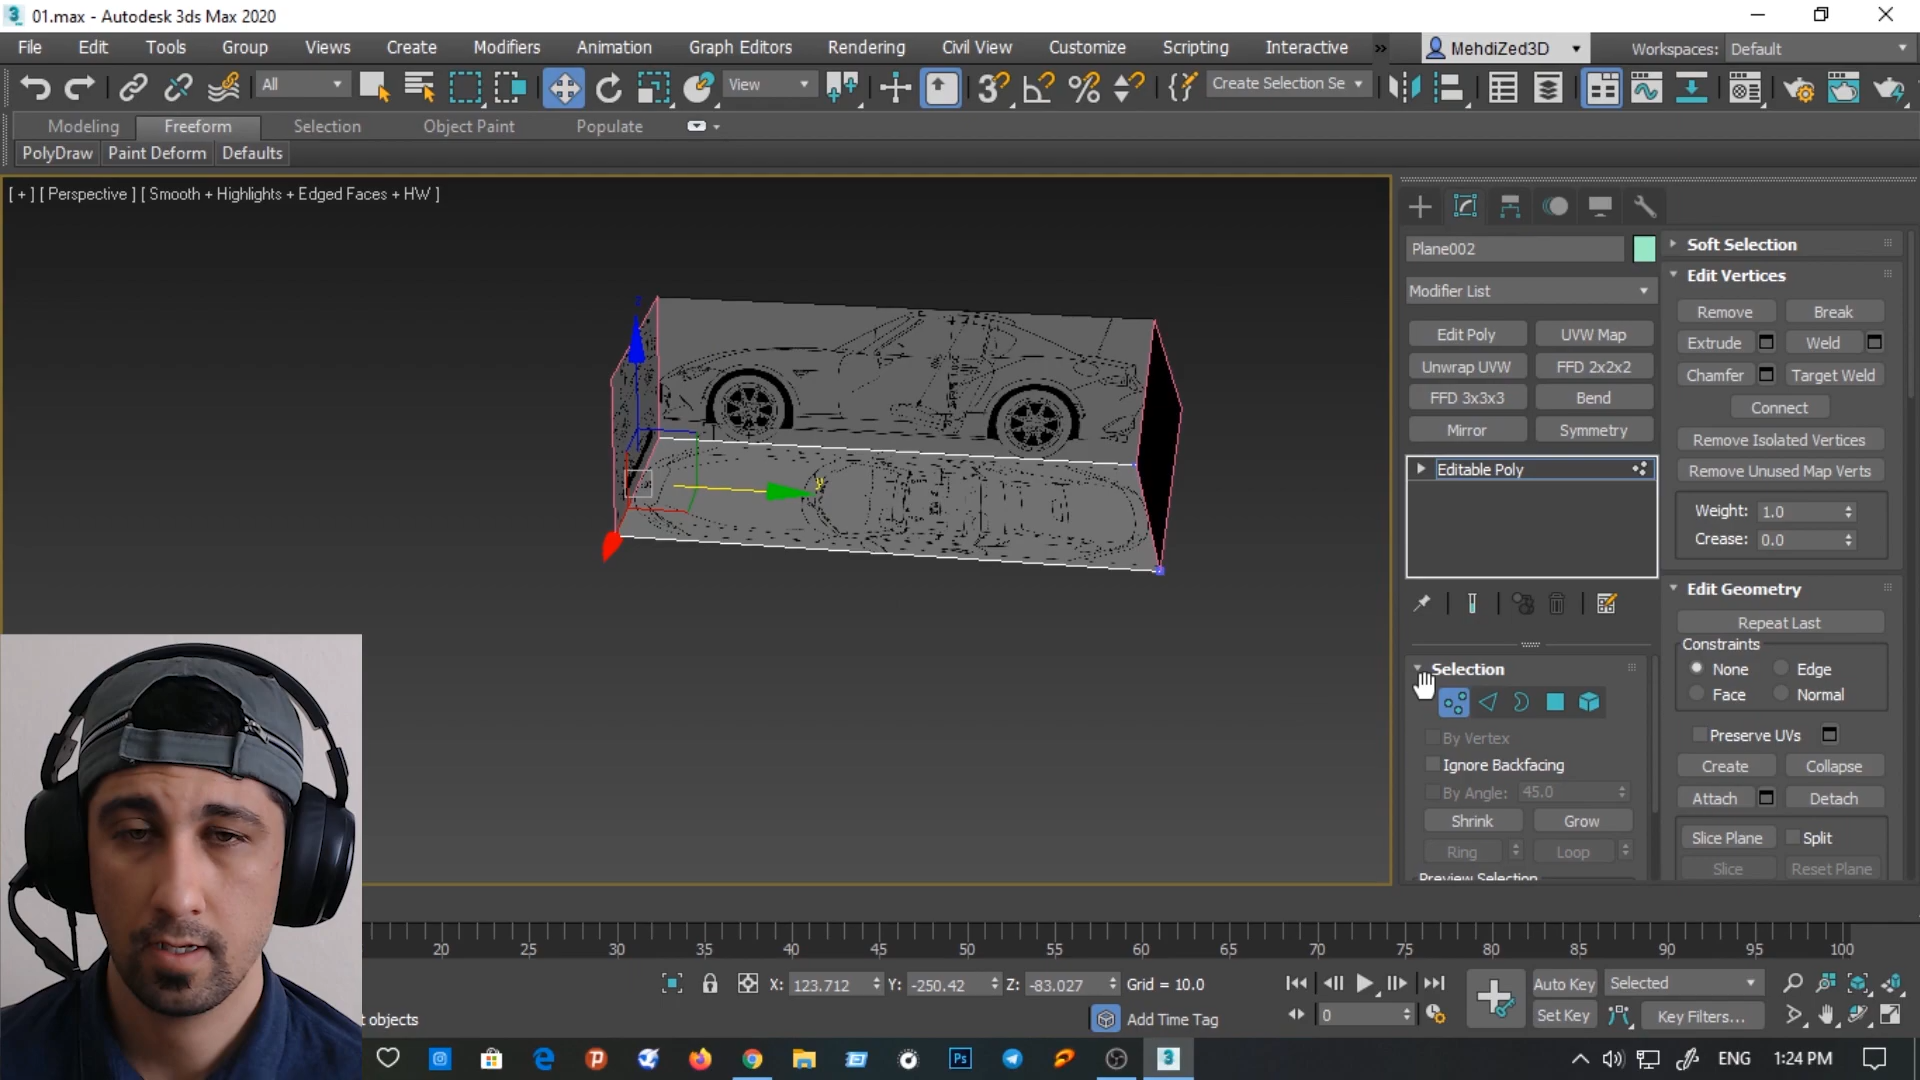 01.max - Autodesk 3ds Max 2020
File Edit Tools Group Views Create Modifiers Animation Graph Editors Rendering Civil View Customize Scripting Interactive » MehdiZed3D Workspaces: Default
All View Create Selection Se
Modeling Freeform Selection Object Paint Populate
PolyDraw Paint Deform Defaults
[ + ] [ Perspective ] [ Smooth + Highlights + Edged Faces + HW ]
Plane002
Modifier List
Edit Poly UVW Map
Unwrap UVW FFD 2x2x2
FFD 3x3x3 Bend
Mirror Symmetry
Editable Poly
Selection
By Vertex
Ignore Backfacing
By Angle: 45.0
Shrink Grow
Ring Loop
Preview Selection
Soft Selection
Edit Vertices
Remove Break
Extrude Weld
Chamfer Target Weld
Connect
Remove Isolated Vertices
Remove Unused Map Verts
Weight: 1.0
Crease: 0.0
Edit Geometry
Repeat Last
Constraints
None Edge
Face Normal
Preserve UVs
Create Collapse
Attach Detach
Slice Plane Split
Slice Reset Plane
y
20 25 30 35 40 45 50 55 60 65 70 75 80 85 90 95 100
X: 123.712 Y: -250.42 Z: -83.027 Grid = 10.0 Auto Key Selected
t objects Add Time Tag 0 Set Key Key Filters...
ENG 1:24 PM